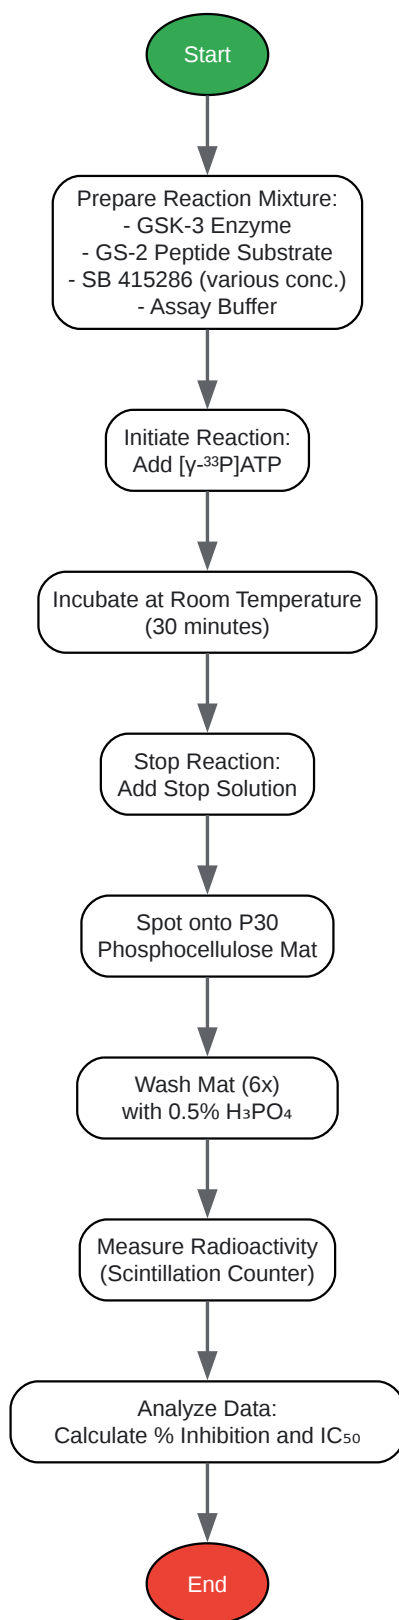 Start
Prepare Reaction Mixture:
- GSK-3 Enzyme
- GS-2 Peptide Substrate
- SB 415286 (various conc.)
- Assay Buffer
Initiate Reaction:
Add [γ-³³P]ATP
Incubate at Room Temperature
(30 minutes)
Stop Reaction:
Add Stop Solution
Spot onto P30
Phosphocellulose Mat
Wash Mat (6x)
with 0.5% H₃PO₄
Measure Radioactivity
(Scintillation Counter)
Analyze Data:
Calculate % Inhibition and IC₅₀
End